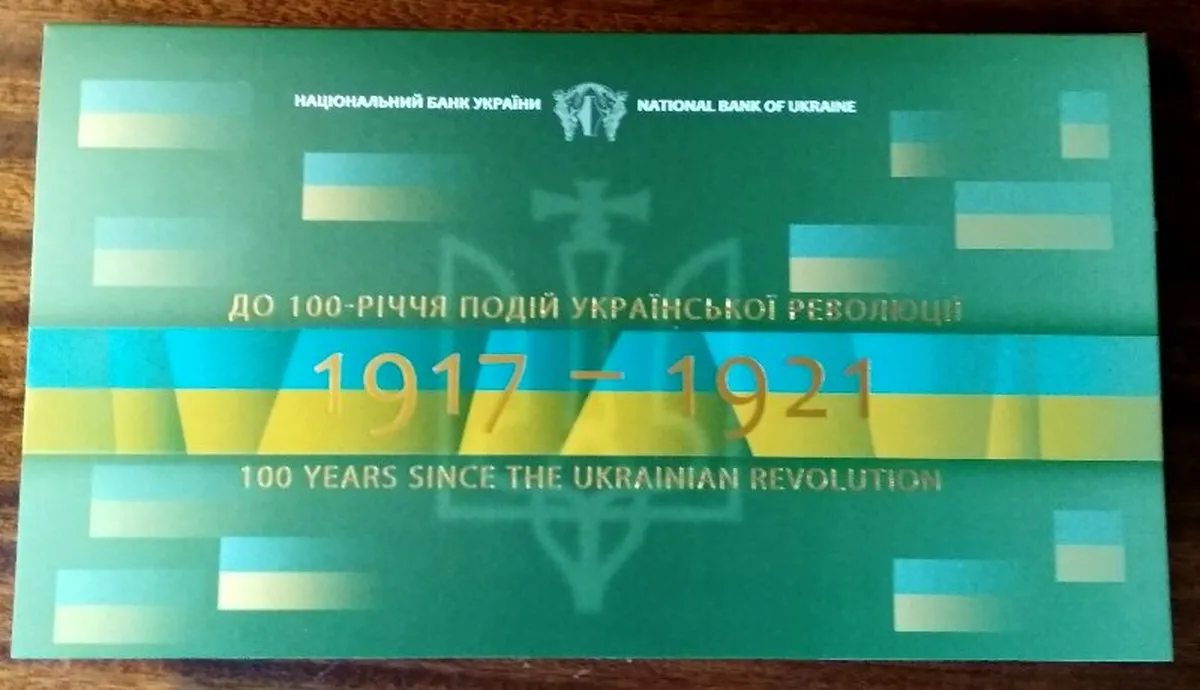 НАЦІОНАЛЬНИЙ БАНК УКРАЇНИ NATIONAL BANK OF UKRAINE
ДО 100-РІЧЧЯ ПОДІЙ УКРАЇНСЬКОЇ РЕВОЛЮЦІЇ
1917 – 1921
100 YEARS SINCE THE UKRAINIAN REVOLUTION